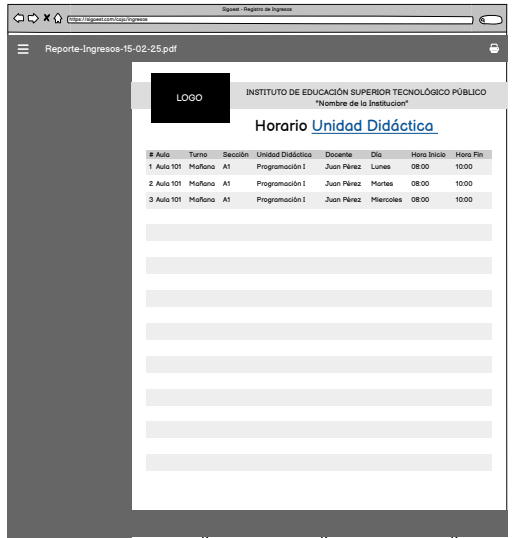 Sigoest - Registro de Ingresos
https://sigoest.com/caja/ingresos
Reporte-Ingresos-15-02-25.pdf
LOGO
INSTITUTO DE EDUCACIÓN SUPERIOR TECNOLÓGICO PÚBLICO
"Nombre de la Institucion"
Horario Unidad Didáctica
# Aula Turno Sección Unidad Didáctica Docente Día Hora Inicio Hora Fin
1 Aula 101 Mañana A1 Programación I Juan Pérez Lunes 08:00 10:00
2 Aula 101 Mañana A1 Programación I Juan Pérez Martes 08:00 10:00
3 Aula 101 Mañana A1 Programación I Juan Pérez Miercoles 08:00 10:00